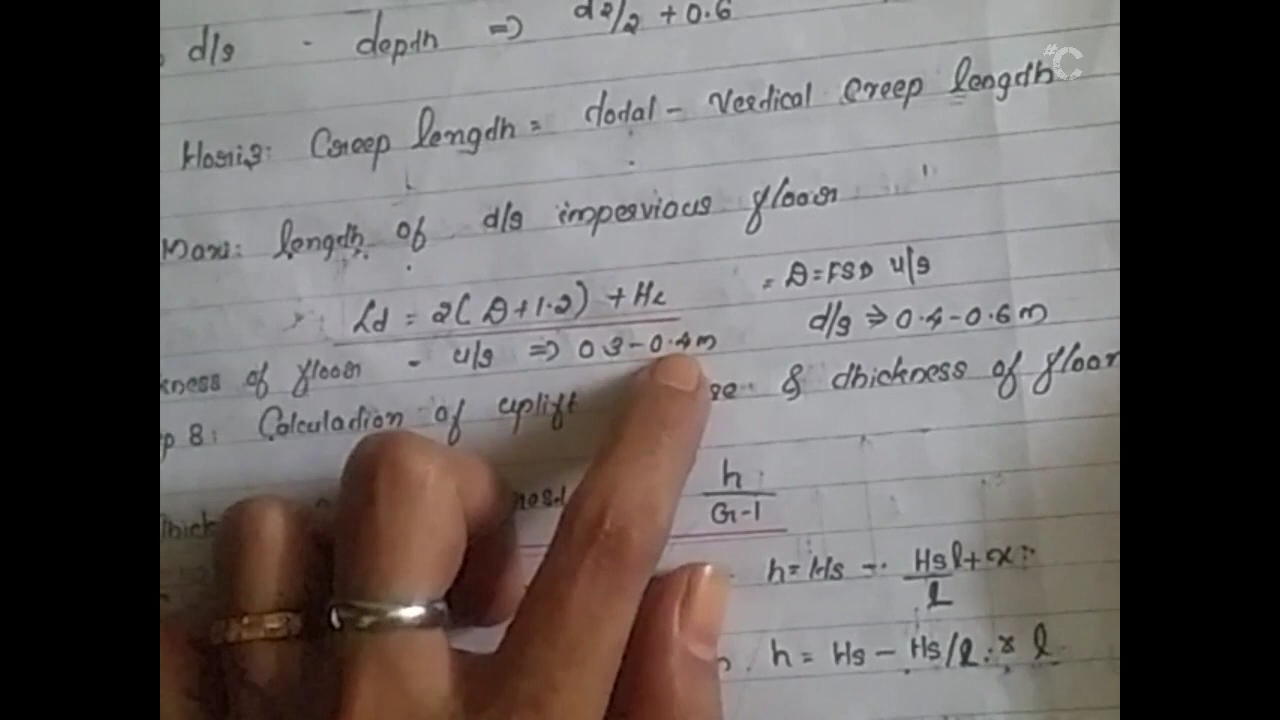 d/s - depth => d2/2 + 0.6
Horiz: Creep length = total - vertical creep length
Max: length of d/s impervious floor
Ld = 2(D+1.2) + HL = D = FSD u/s
kness of floor - u/s => 0.3-0.4m d/s => 0.4-0.6m
p 8: Calculation of uplift & thickness of floor
h
G-1
h = Hs - Hs l+x
L
h = Hs - Hs/l . x l
#C